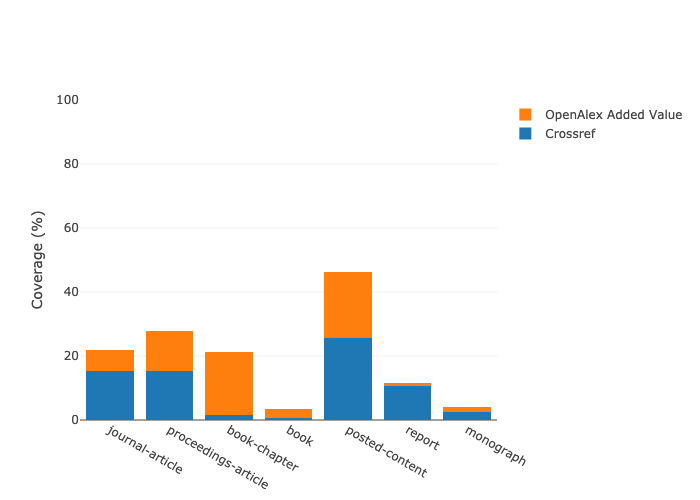 100
80
60
40
20
0
Coverage (%)
journal-article
proceedings-article
book-chapter
book
posted-content
report
monograph
OpenAlex Added Value
Crossref